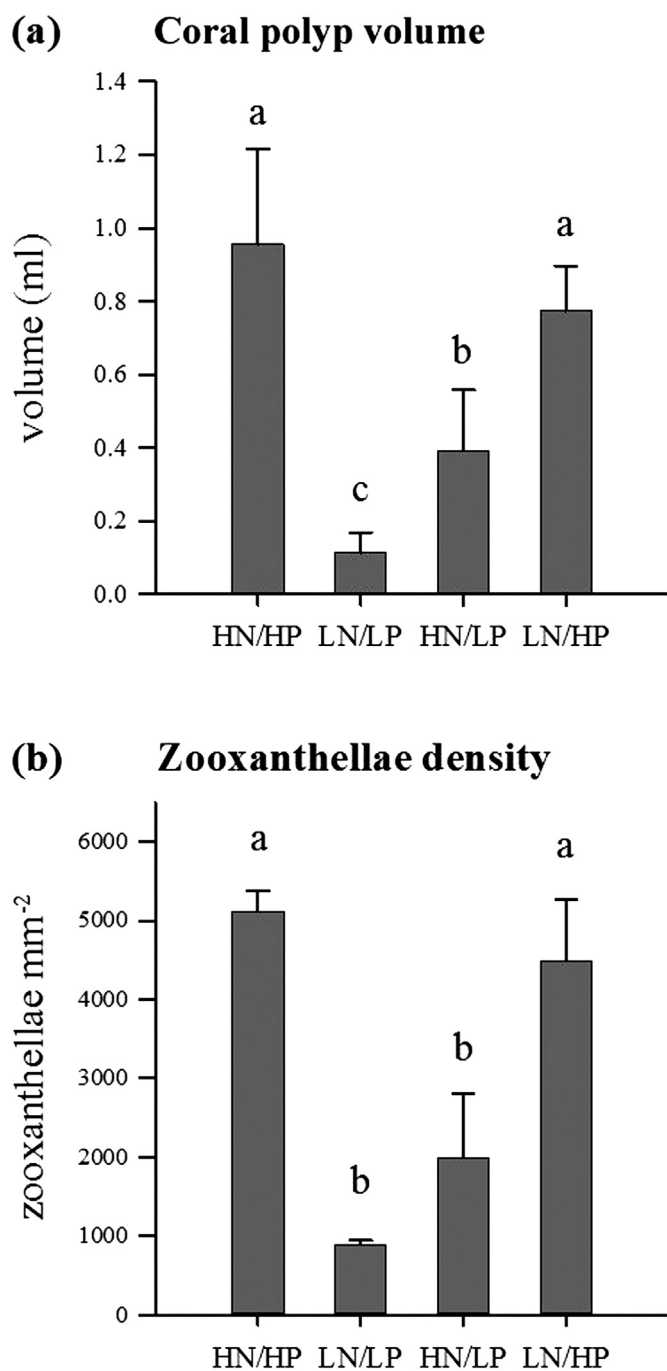 (a) Coral polyp volume
1.4
1.2
1.0
0.8
0.6
0.4
0.2
0.0
volume (ml)
a
c
b
a
HN/HP LN/LP HN/LP LN/HP
(b) Zooxanthellae density
6000
5000
4000
3000
2000
1000
0
zooxanthellae mm-2
a
b
b
a
HN/HP LN/LP HN/LP LN/HP